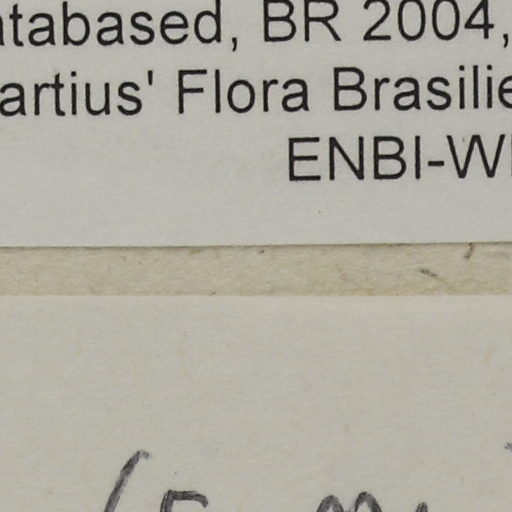 atabased, BR 2004,
artius' Flora Brasilie
ENBI-W